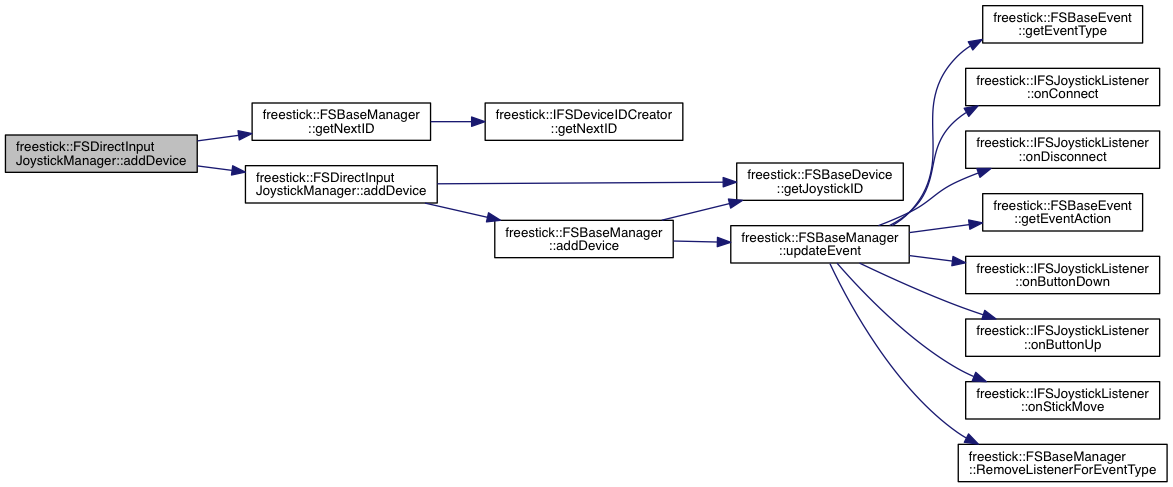 freestick::FSDirectInput
JoystickManager::addDevice
freestick::FSBaseManager
::getNextID
freestick::IFSDeviceIDCreator
::getNextID
freestick::FSDirectInput
JoystickManager::addDevice
freestick::FSBaseDevice
::getJoystickID
freestick::FSBaseManager
::addDevice
freestick::FSBaseManager
::updateEvent
freestick::FSBaseEvent
::getEventType
freestick::IFSJoystickListener
::onConnect
freestick::IFSJoystickListener
::onDisconnect
freestick::FSBaseEvent
::getEventAction
freestick::IFSJoystickListener
::onButtonDown
freestick::IFSJoystickListener
::onButtonUp
freestick::IFSJoystickListener
::onStickMove
freestick::FSBaseManager
::RemoveListenerForEventType